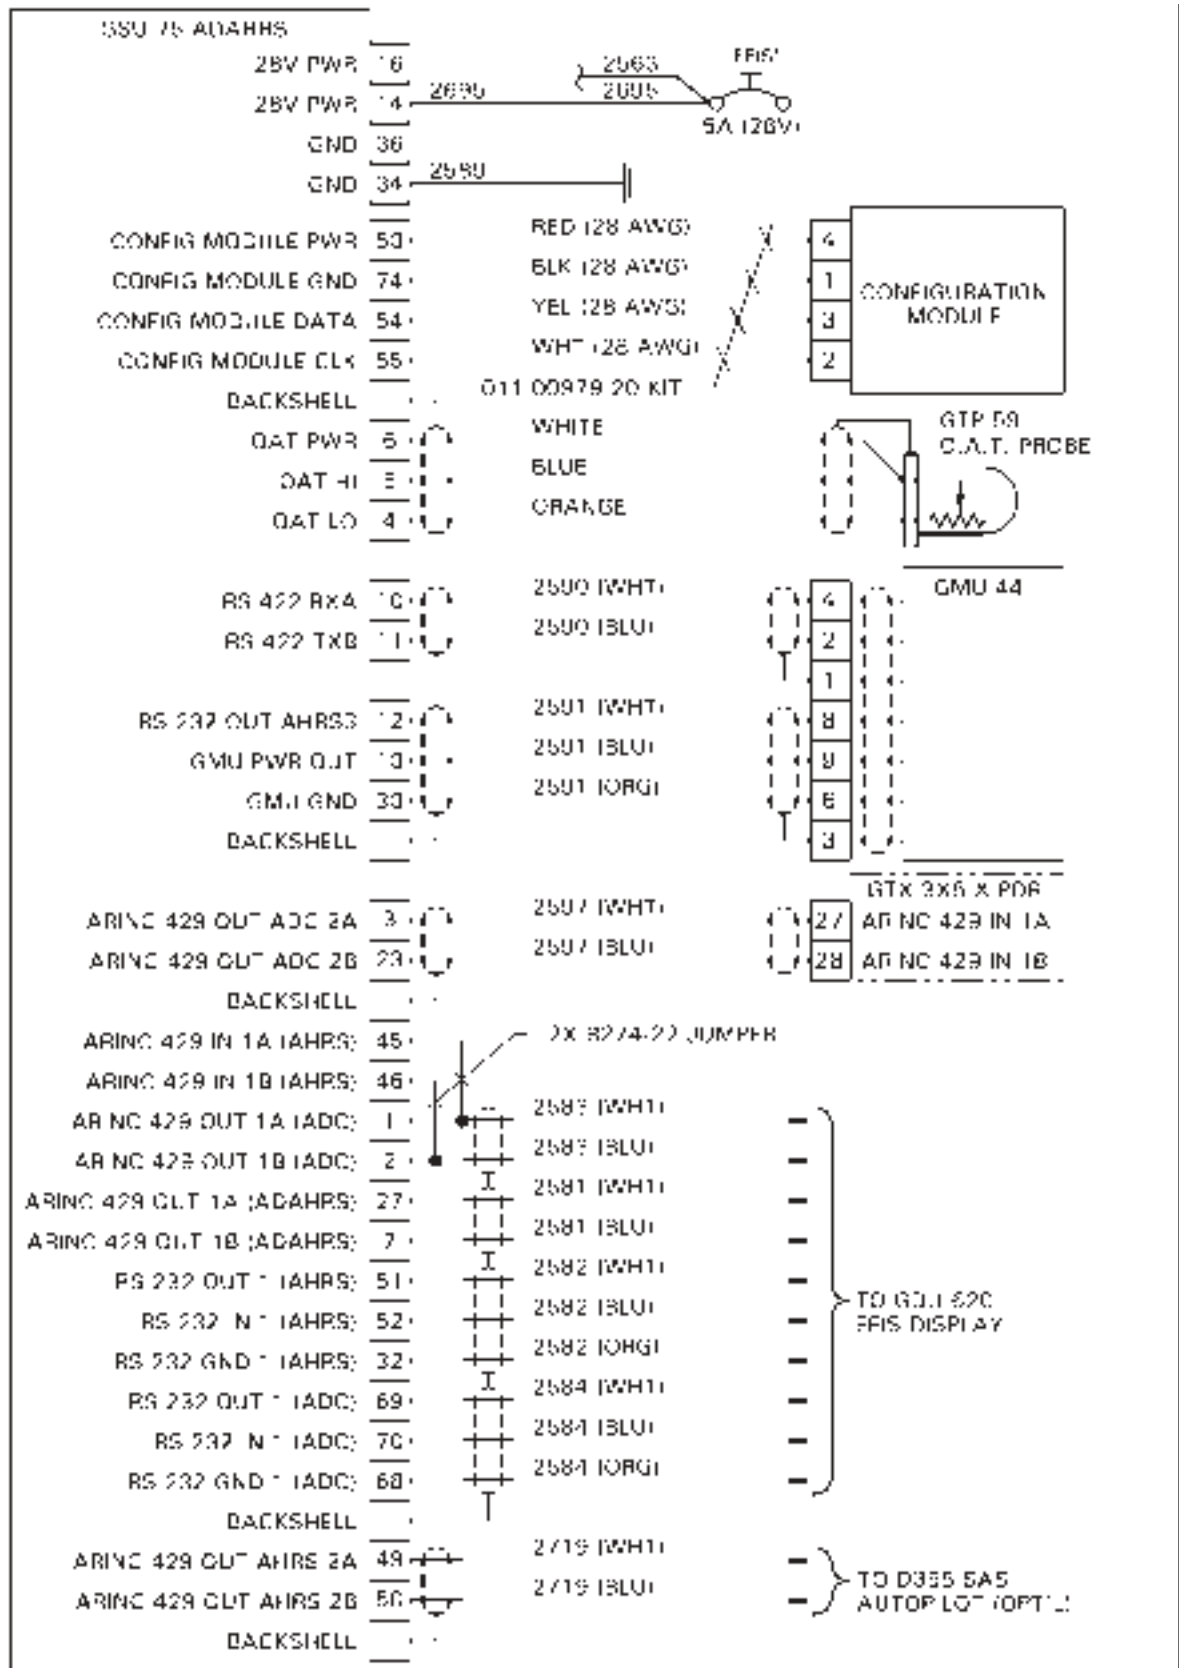 GSU 75 ADAHRS
28V PWR 16
28V PWR 14 2695
2695
5A (28V)
GND 36
GND 34
CONFIG MODULE PWR 53 RED (28 AWG) 4
CONFIG MODULE GND 74 BLK (28 AWG) 1
CONFIG MODULE DATA 54 YEL (28 AWG) 3
CONFIG MODULE CLK 55 WHT (28 AWG) 2
CONFIGURATION
MODULE
BACKSHELL 011 00979 20 KIT
OAT PWR 6 WHITE
OAT HI 5 BLUE
OAT LO 4 ORANGE
GTP 59
O.A.T. PROBE
GMU 44
RS 422 RXA 10 2590 (WHT) 4
RS 422 TXB 11 2590 (BLU) 2
1
RS 232 OUT AHRS3 12 2591 (WHT) 8
GMU PWR OUT 13 2591 (BLU) 9
GMU GND 33 2591 (ORG) 6
BACKSHELL 3
GTX 3X5 X PDR
ARINC 429 OUT ADC 2A 3 2597 (WHT) 27 ARINC 429 IN 1A
ARINC 429 OUT ADC 2B 23 2597 (BLU) 28 ARINC 429 IN 1B
BACKSHELL
ARINC 429 IN 1A (AHRS) 45 2X 8274-22 JUMPER
ARINC 429 IN 1B (AHRS) 46
ARINC 429 OUT 1A (ADC) 1 2583 (WHT)
ARINC 429 OUT 1B (ADC) 2 2583 (BLU)
ARINC 429 OUT 1A (ADAHRS) 27 2581 (WHT)
ARINC 429 OUT 1B (ADAHRS) 7 2581 (BLU)
RS 232 OUT 1 (AHRS) 51 2582 (WHT)
RS 232 IN 1 (AHRS) 52 2582 (BLU)
RS 232 GND 1 (AHRS) 32 2582 (ORG)
RS 232 OUT 1 (ADC) 69 2584 (WHT)
RS 232 IN 1 (ADC) 70 2584 (BLU)
RS 232 GND 1 (ADC) 68 2584 (ORG)
TO GDU 620
EFIS DISPLAY
BACKSHELL
ARINC 429 OUT AHRS 2A 49 2719 (WHT)
ARINC 429 OUT AHRS 2B 50 2719 (BLU)
AUTOPILOT (OPT'L)
BACKSHELL